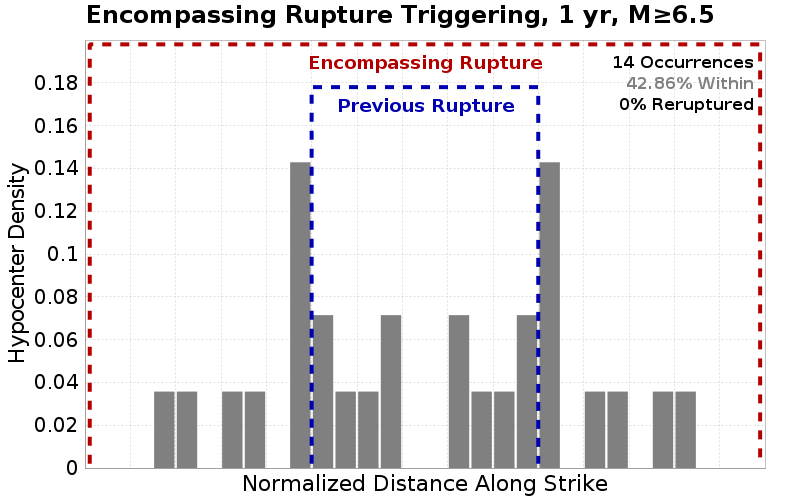 Encompassing Rupture Triggering, 1 yr, M≥6.5
Encompassing Rupture
14 Occurrences
42.86% Within
0% Reruptured
Previous Rupture
Hypocenter Density
0.18
0.16
0.14
0.12
0.1
0.08
0.06
0.04
0.02
0
Normalized Distance Along Strike